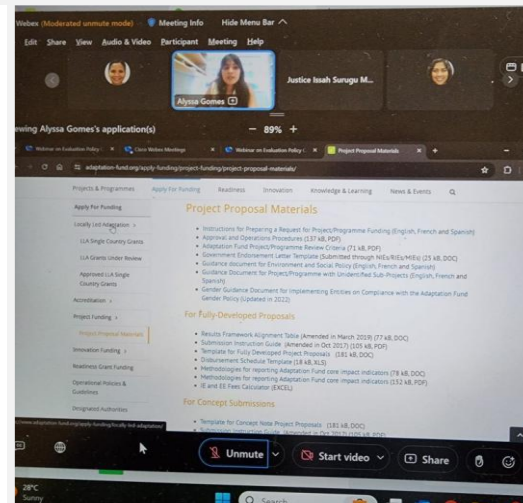 Webex (Moderated unmute mode) Meeting Info Hide Menu Bar
Edit Share View Audio & Video Participant Meeting Help
Alyssa Gomes
Justice Issah Surugu M...
ewing Alyssa Gomes's application(s)
89% +
Webinar on Evaluation Policy Cisco Webex Meetings Webinar on Evaluation Policy Project Proposal Materials
adaptation-fund.org/apply-funding/project-funding/project-proposal-materials/
Projects & Programmes Apply For Funding Readiness Innovation Knowledge & Learning News & Events
Apply For Funding
Locally Led Adaptation >
LLA Single Country Grants
LLA Grants Under Review
Approved LLA Single
Country Grants
Accreditation >
Project Funding >
Project Proposal Materials
Innovation Funding >
Readiness Grant Funding
Operational Policies &
Guidelines
Designated Authorities
Project Proposal Materials
Instructions for Preparing a Request for Project/Programme Funding (English, French and Spanish)
Approval and Operations Procedures (137 kB, PDF)
Adaptation Fund Project/Programme Review Criteria (71 kB, PDF)
Government Endorsement Letter Template (Submitted through NIEs/RIEs/MIEs) (25 kB, DOC)
Guidance document for Environment and Social Policy (English, French and Spanish)
Guidance Document for Project/Programme with Unidentified Sub-Projects (English, French and
Spanish)
Gender Guidance Document for Implementing Entities on Compliance with the Adaptation Fund
Gender Policy (Updated in 2022)
For Fully-Developed Proposals
Results Framework Alignment Table (Amended in March 2019) (77 kB, DOC)
Submission Instruction Guide (Amended in Oct 2017) (105 kB, PDF)
Template for Fully Developed Project Proposals (181 kB, DOC)
Disbursement Schedule Template (18 kB, XLS)
Methodologies for reporting Adaptation Fund core impact indicators (78 kB, DOC)
Methodologies for reporting Adaptation Fund core impact indicators (152 kB, PDF)
IE and EE Fees Calculator (EXCEL)
For Concept Submissions
Template for Concept Note Project Proposals (181 kB, DOC)
Submission Instruction Guide (Amended in Oct 2017) (105 kB, PDF)
Unmute
Start video
Share
28°C
Sunny
Search